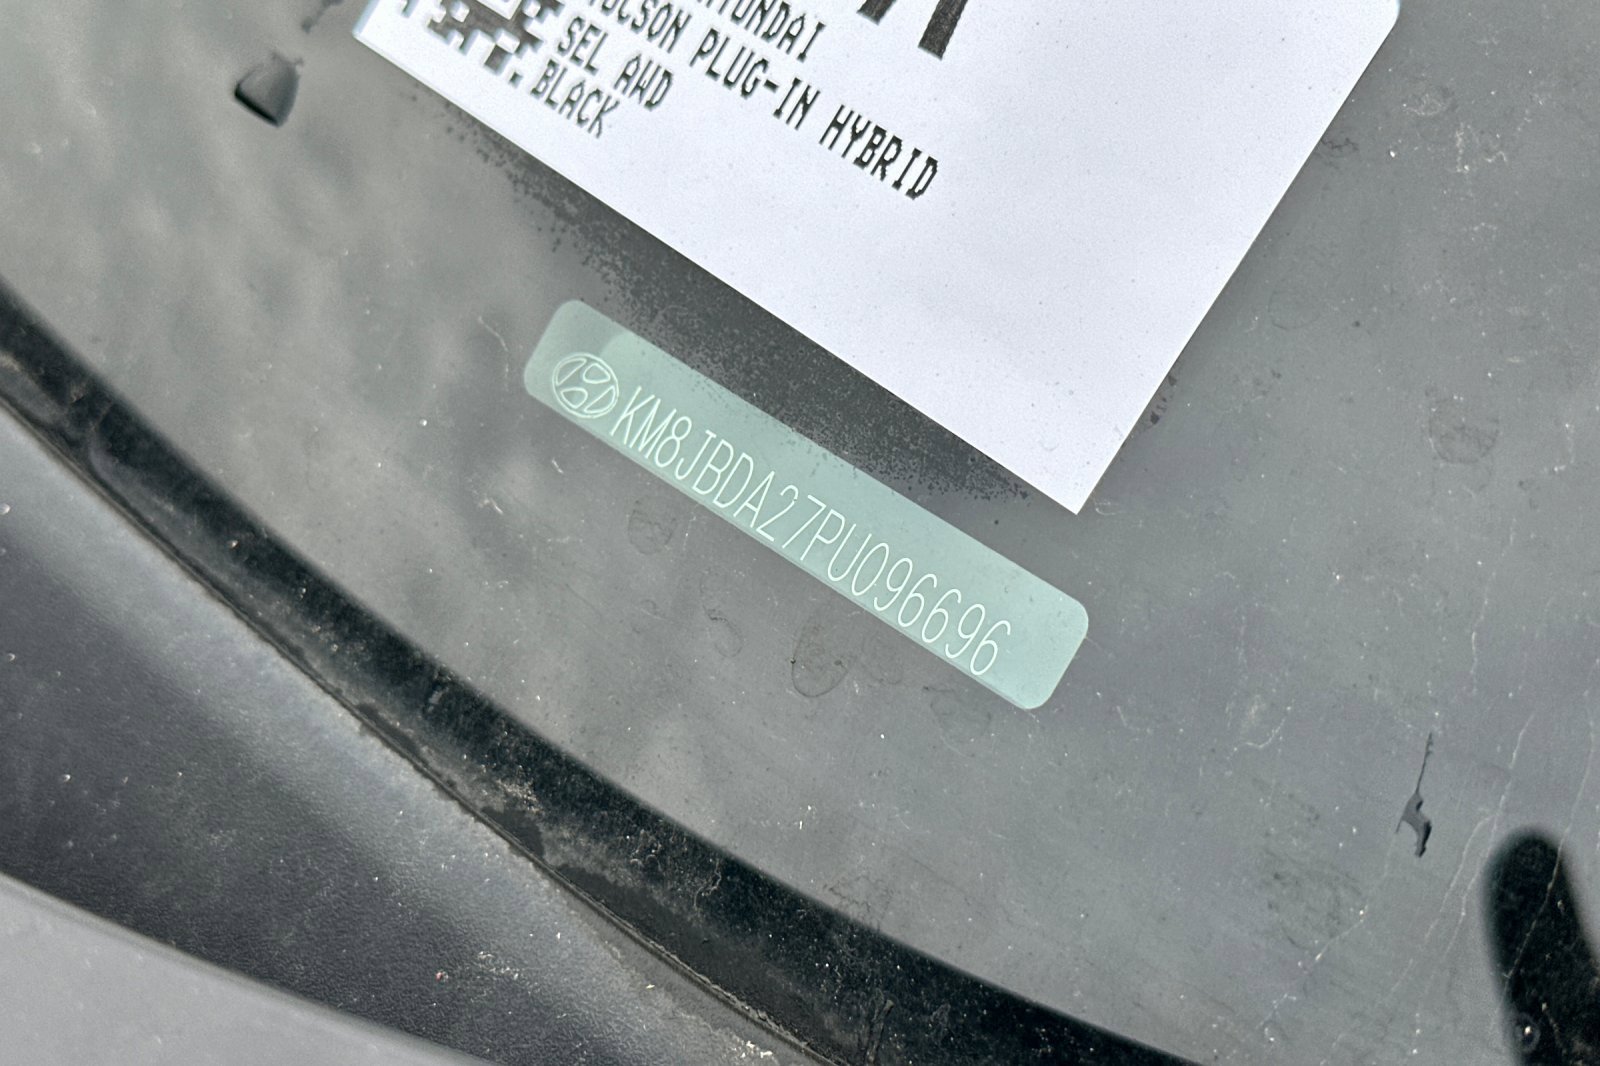 HYUNDAI
TUCSON PLUG-IN HYBRID
SEL AWD
BLACK
KM8JBDA27PU096696